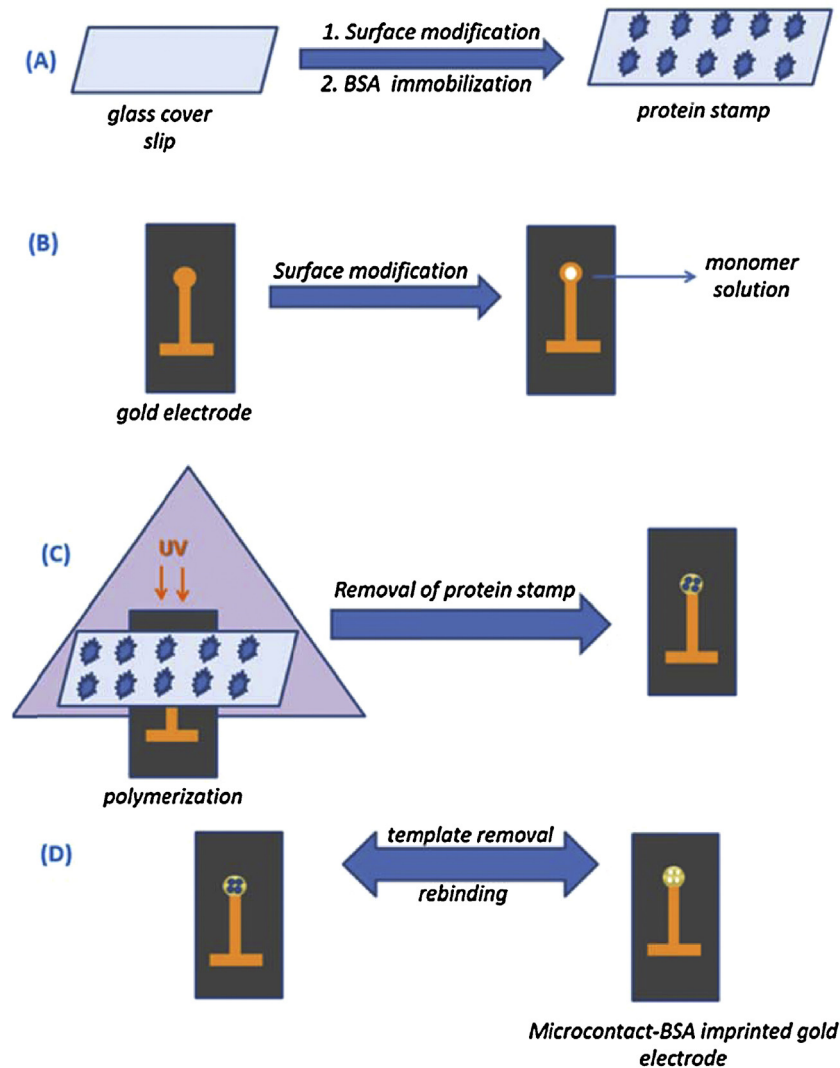 (A)
1. Surface modification
2. BSA immobilization
glass cover
slip
protein stamp
(B)
Surface modification
monomer
solution
gold electrode
(C)
UV
Removal of protein stamp
polymerization
(D)
template removal
rebinding
Microcontact-BSA imprinted gold
electrode